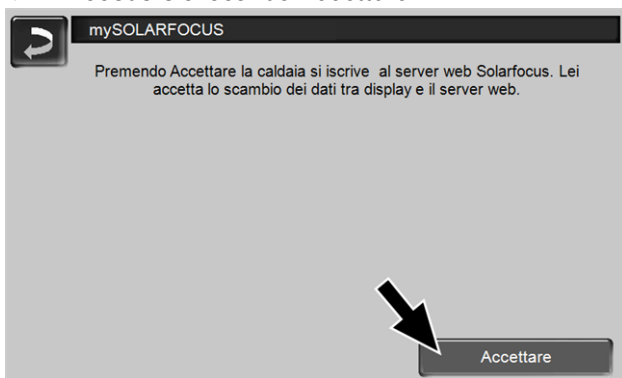 mySOLARFOCUS
Premendo Accettare la caldaia si iscrive al server web Solarfocus. Lei
accetta lo scambio dei dati tra display e il server web.
Accettare